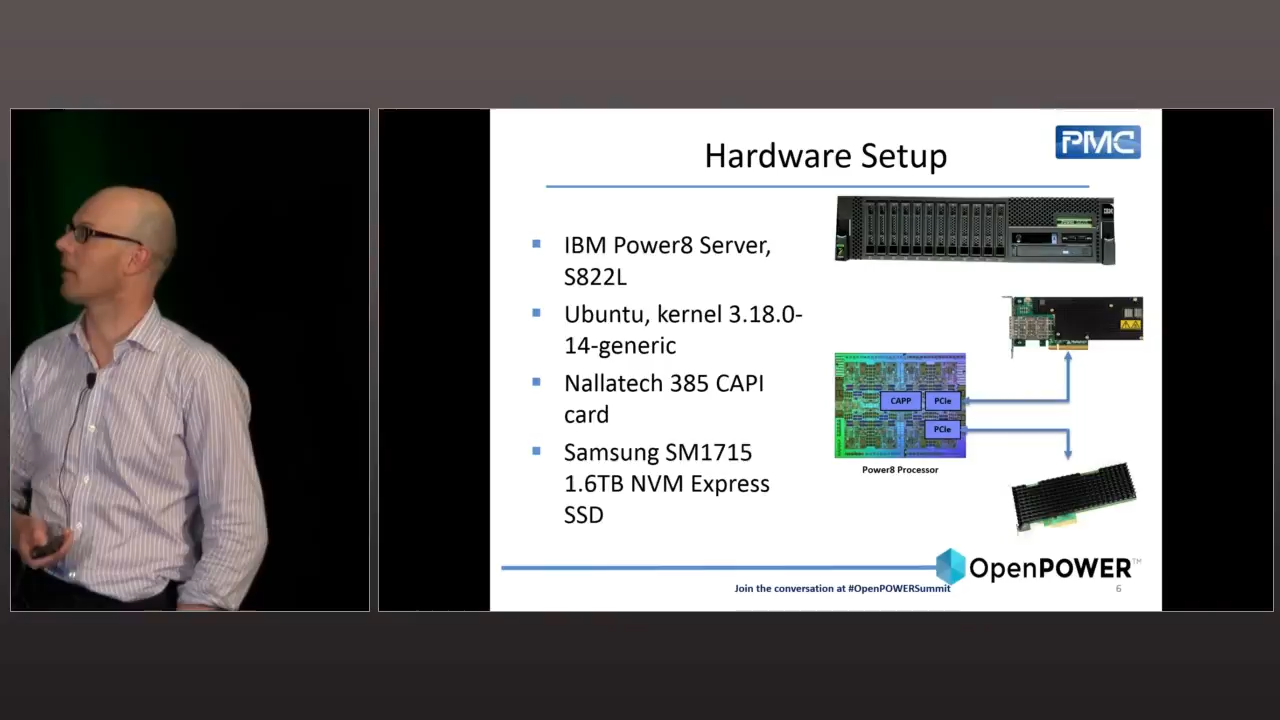 PMC
Hardware Setup
IBM Power8 Server,
S822L
Ubuntu, kernel 3.18.0-
14-generic
Nallatech 385 CAPI
card
Samsung SM1715
1.6TB NVM Express
SSD
CAPP
PCIe
PCIe
Power8 Processor
OpenPOWER™
Join the conversation at #OpenPOWERSummit
6